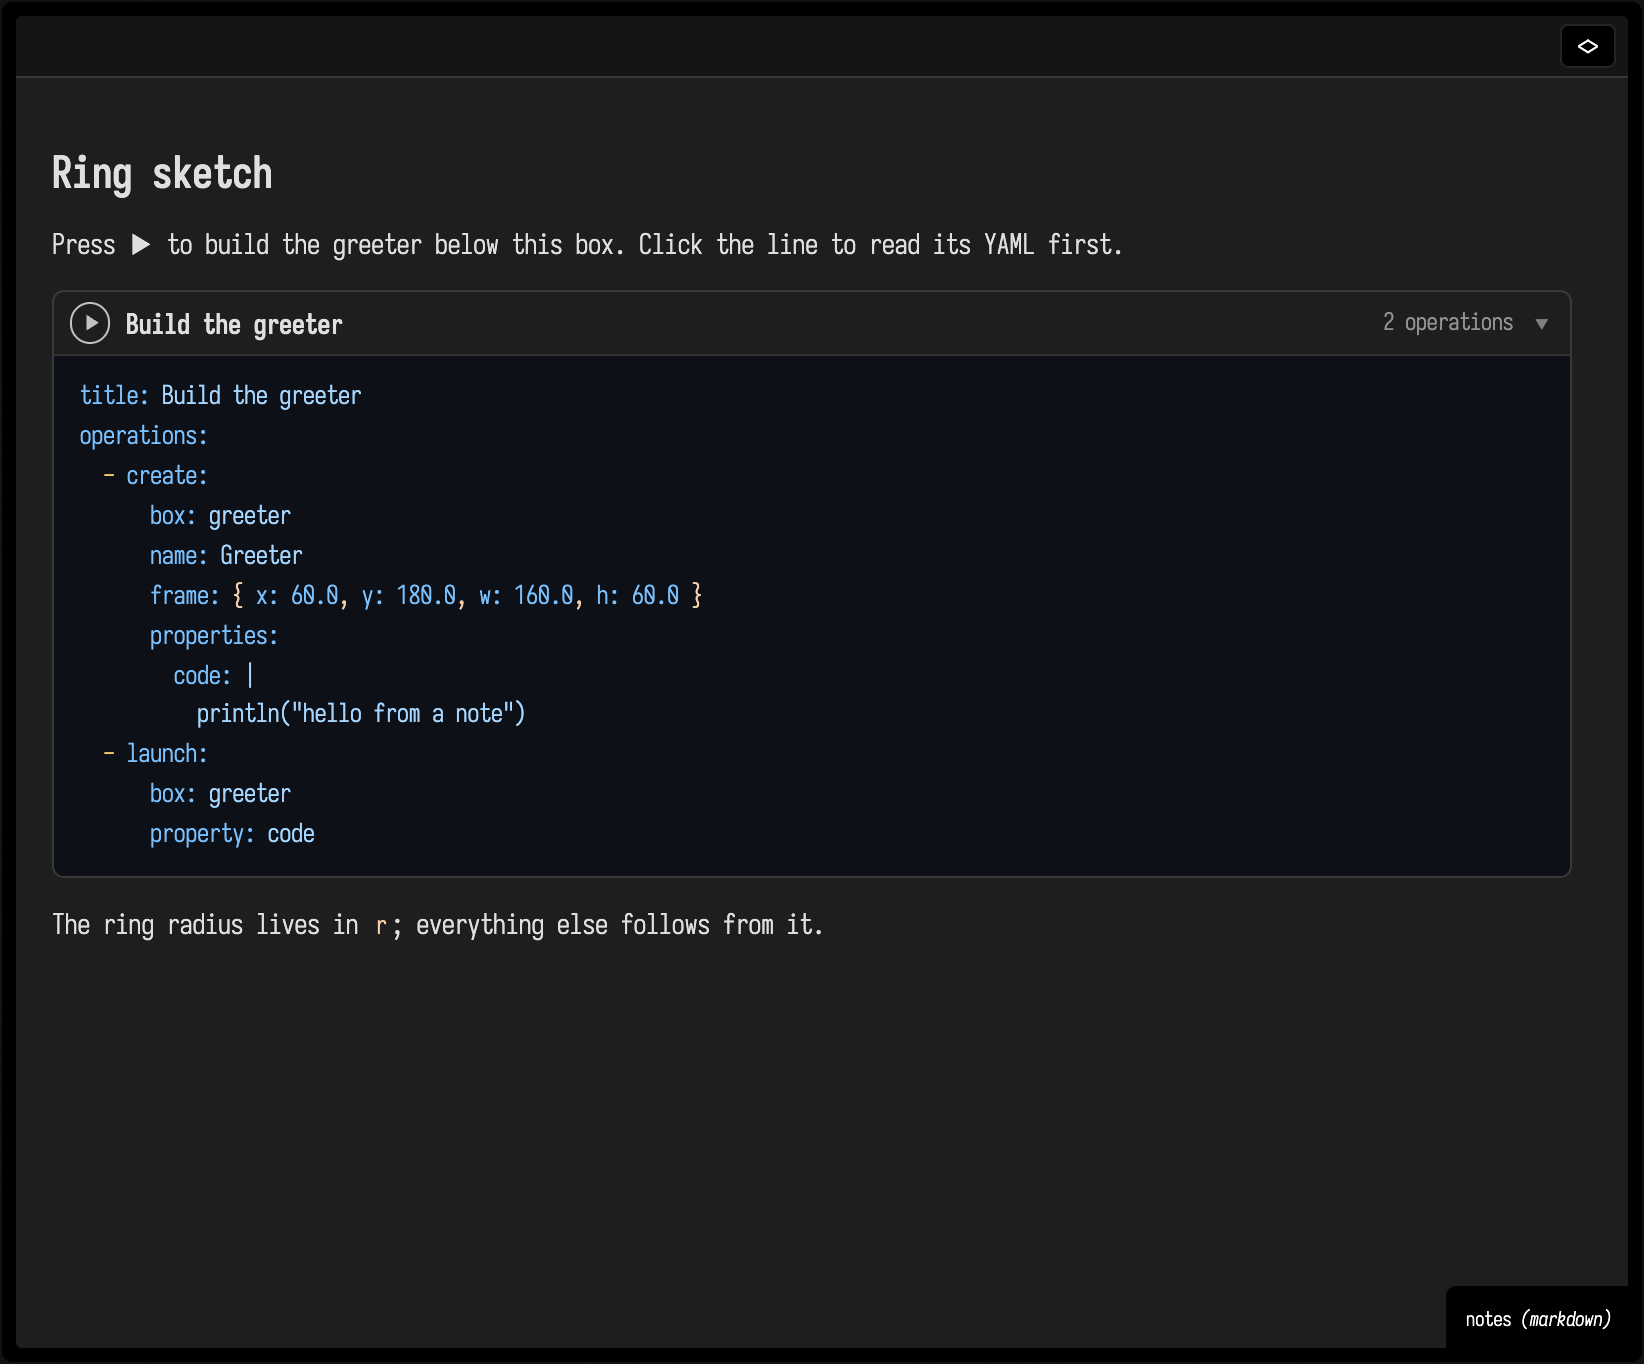 Ring sketch
Press ▶ to build the greeter below this box. Click the line to read its YAML first.
Build the greeter
2 operations ▼
title: Build the greeter
operations:
  - create:
      box: greeter
      name: Greeter
      frame: { x: 60.0, y: 180.0, w: 160.0, h: 60.0 }
      properties:
        code: |
          println("hello from a note")
  - launch:
      box: greeter
      property: code
The ring radius lives in r; everything else follows from it.
notes (markdown)